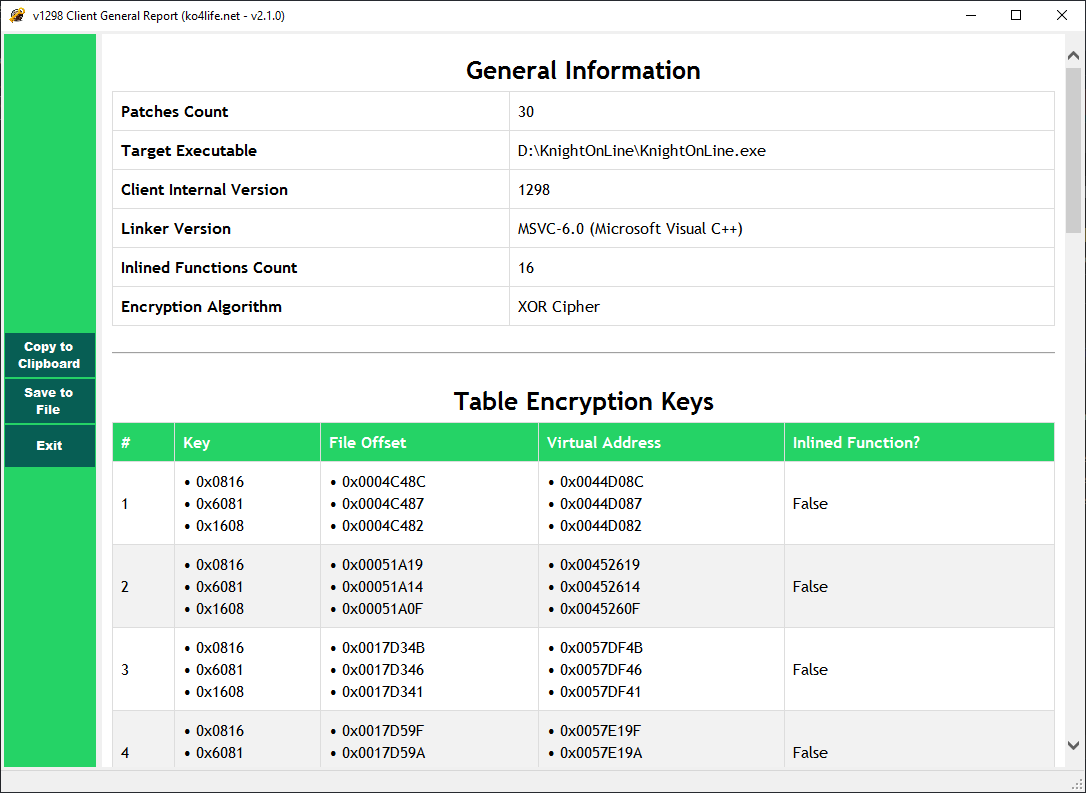 v1298 Client General Report (ko4life.net - v2.1.0)
General Information
Patches Count 30
Target Executable D:\KnightOnLine\KnightOnLine.exe
Client Internal Version 1298
Linker Version MSVC-6.0 (Microsoft Visual C++)
Inlined Functions Count 16
Encryption Algorithm XOR Cipher
Copy to
Clipboard
Save to
File
Exit
Table Encryption Keys
# Key File Offset Virtual Address Inlined Function?
• 0x0816 • 0x0004C48C • 0x0044D08C
1 • 0x6081 • 0x0004C487 • 0x0044D087 False
• 0x1608 • 0x0004C482 • 0x0044D082
• 0x0816 • 0x00051A19 • 0x00452619
2 • 0x6081 • 0x00051A14 • 0x00452614 False
• 0x1608 • 0x00051A0F • 0x0045260F
• 0x0816 • 0x0017D34B • 0x0057DF4B
3 • 0x6081 • 0x0017D346 • 0x0057DF46 False
• 0x1608 • 0x0017D341 • 0x0057DF41
• 0x0816 • 0x0017D59F • 0x0057E19F
4 • 0x6081 • 0x0017D59A • 0x0057E19A False